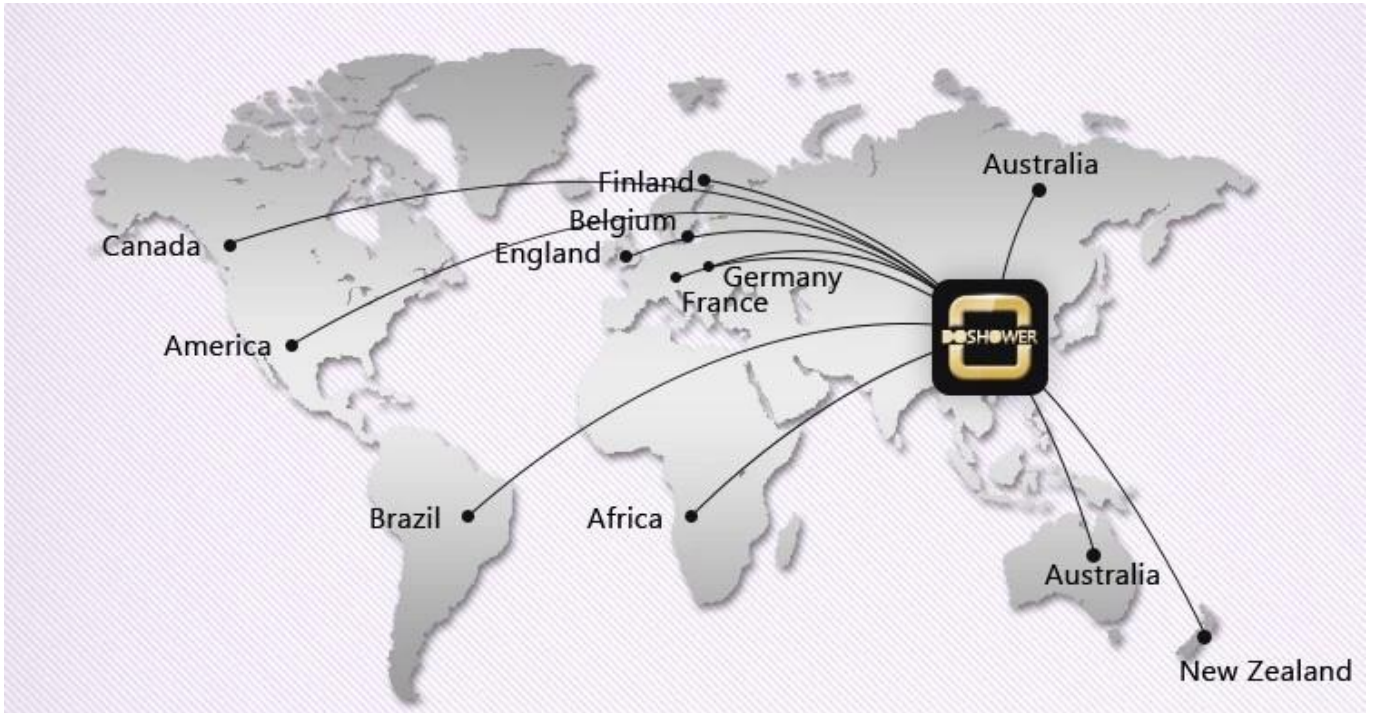 Australia
Finland
Belgium
Canada
England
Germany
France
DOSHOWER
America
Brazil
Africa
Australia
New Zealand